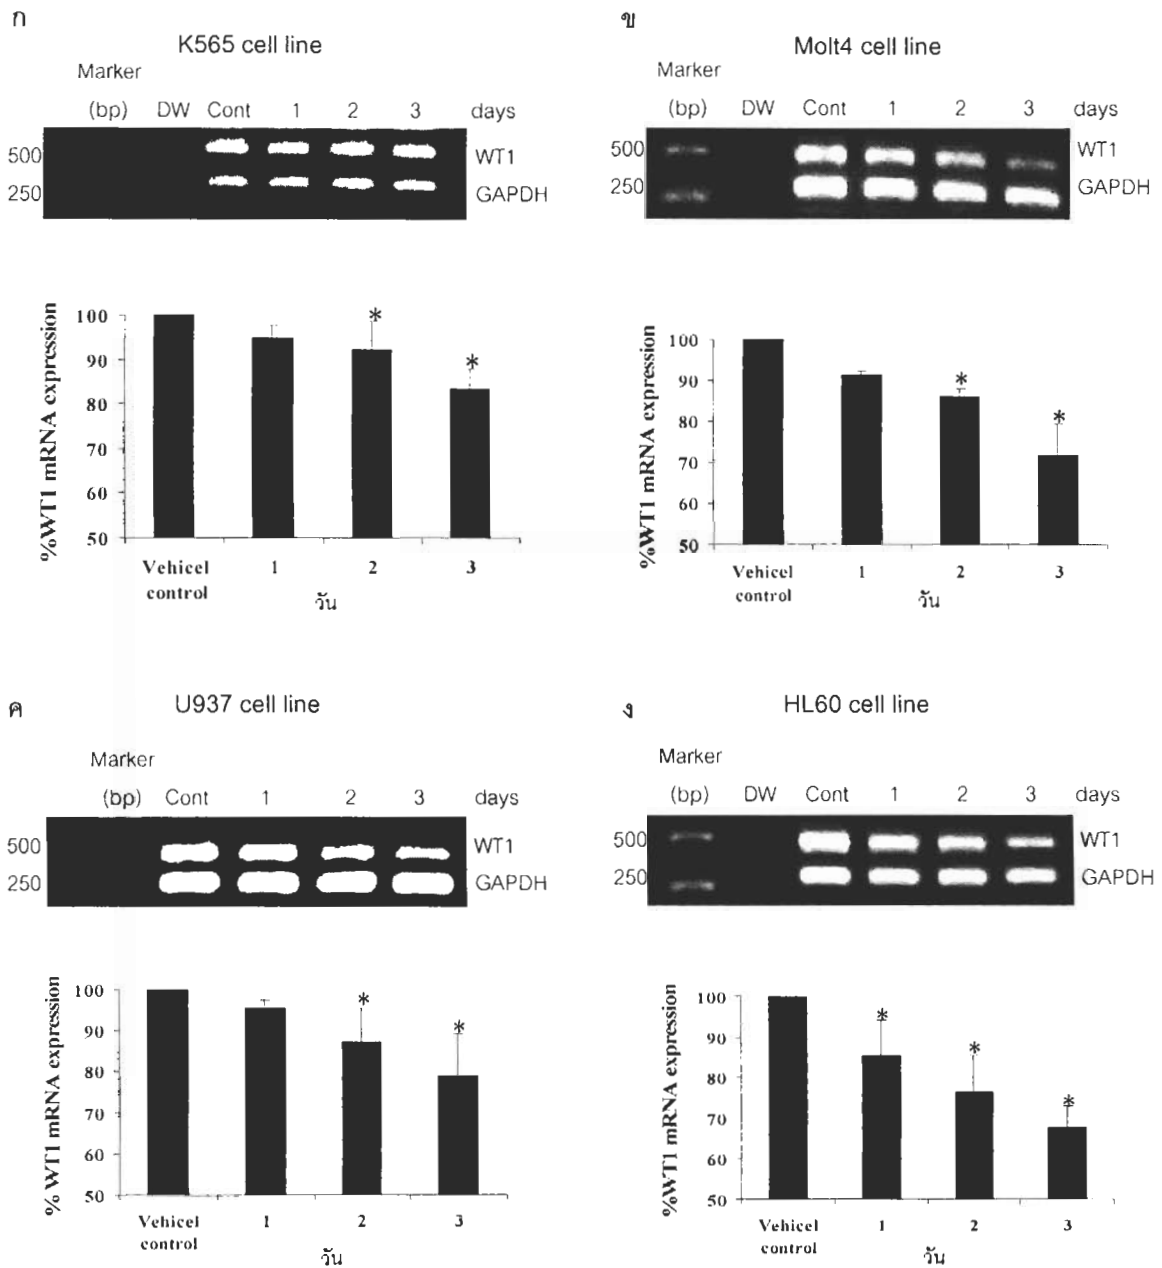 ก
K565 cell line
Marker
(bp) DW Cont 1 2 3 days
500 WT1
250 GAPDH
%WT1 mRNA expression
100
90
80
70
60
50
Vehicel control 1 2 3
วัน
ข
Molt4 cell line
Marker
(bp) DW Cont 1 2 3 days
500 WT1
250 GAPDH
%WT1 mRNA expression
100
90
80
70
60
50
* *
Vehicel control 1 2 3
วัน
ค
U937 cell line
Marker
(bp) Cont 1 2 3 days
500 WT1
250 GAPDH
% WT1 mRNA expression
100
90
80
70
60
50
* *
Vehicel control 1 2 3
วัน
ง
HL60 cell line
Marker
(bp) DW Cont 1 2 3 days
500 WT1
250 GAPDH
%WT1 mRNA expression
100
90
80
70
60
50
* * *
Vehicel control 1 2 3
วัน